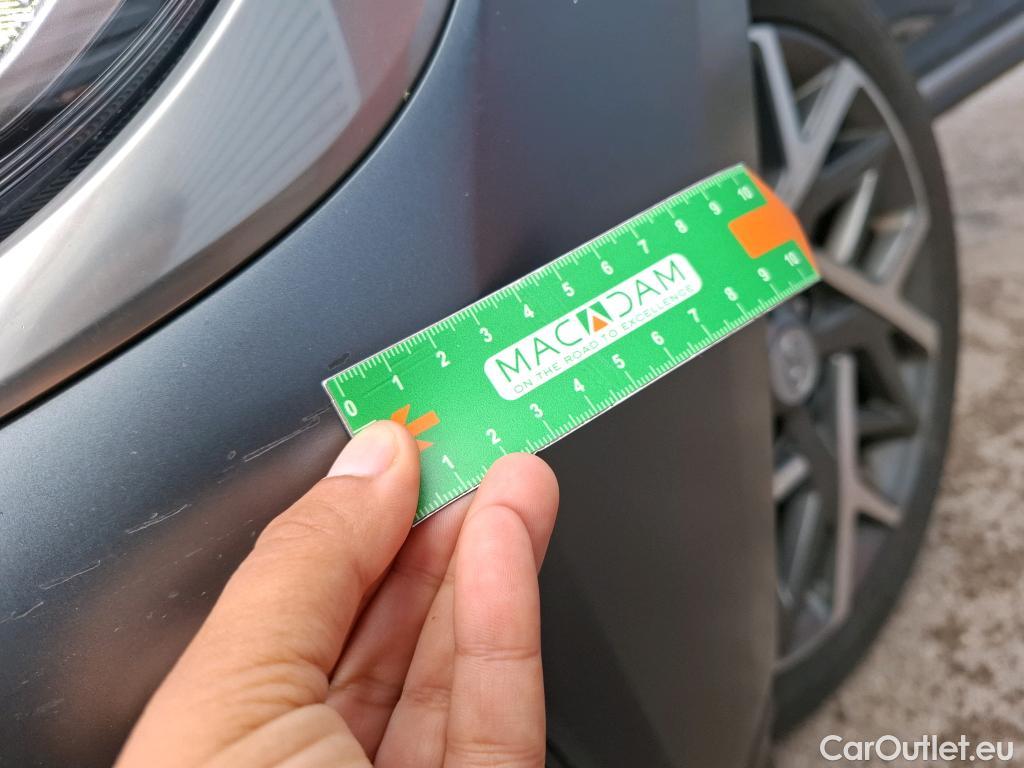 0 1 2 3 4 5 6 7 8 9 10
MACADAM
ON THE ROAD TO EXCELLENCE
1 2 3 4 5 6 7 8 9 10
CarOutlet.eu